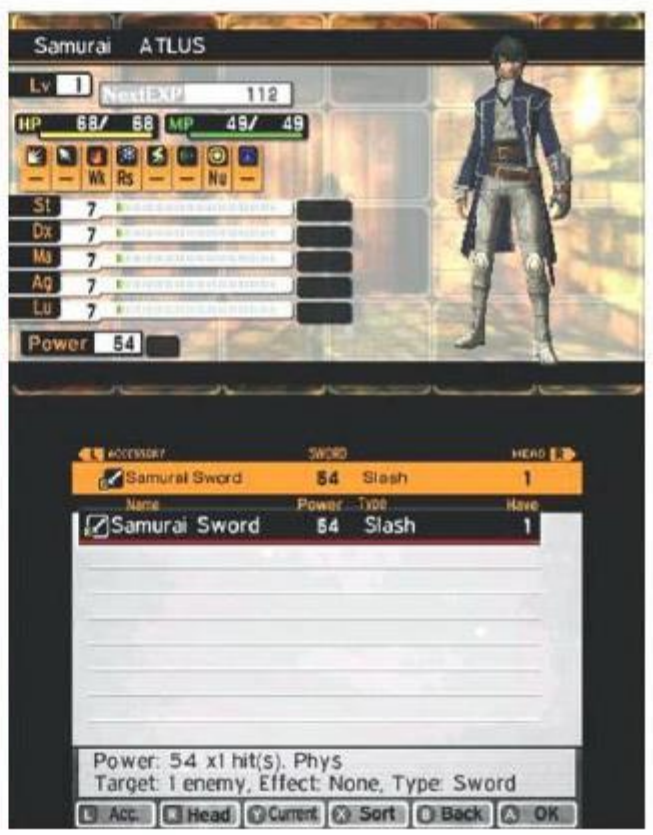 Samurai ATLUS
Lv 1 NextEXP 112
HP 68/ 68 MP 49/ 49
— — Wk Rs — — Nu —
St 7
Dx 7
Ma 7
Ag 7
Lu 7
Power 54
L ACCESSORY SWORD HEAD R
Samurai Sword 54 Slash 1
Name Power Type Have
Samurai Sword 54 Slash 1
Power: 54 x1 hit(s). Phys
Target: 1 enemy, Effect: None, Type: Sword
L Acc. R Head Y Current X Sort B Back A OK